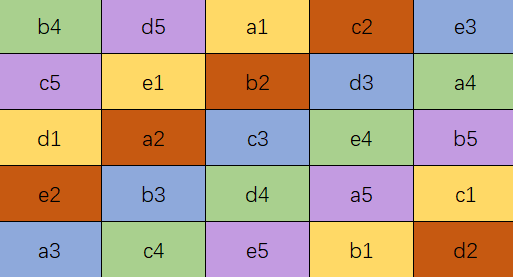 b4 d5 a1 c2 e3
c5 e1 b2 d3 a4
d1 a2 c3 e4 b5
e2 b3 d4 a5 c1
a3 c4 e5 b1 d2